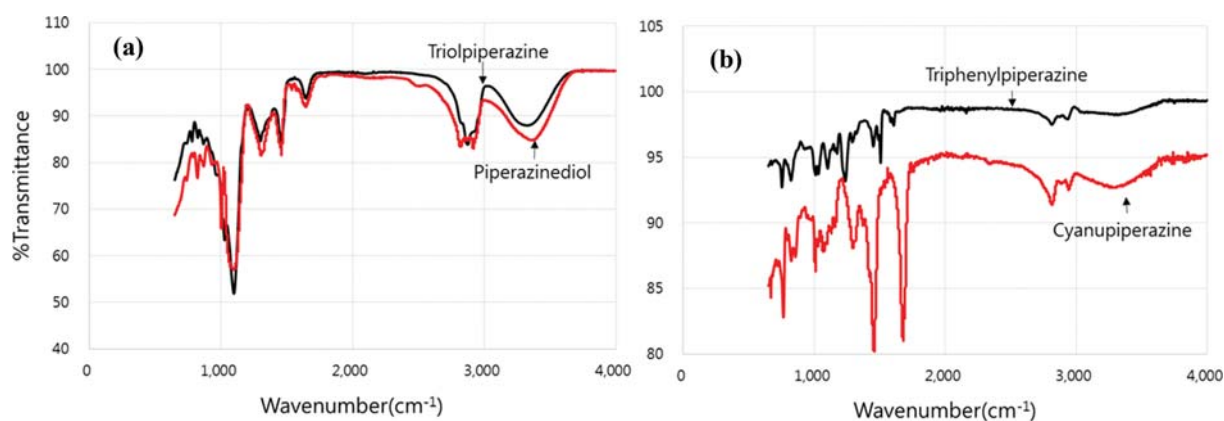 (a)
110
100
90
80
70
60
50
40
%Transmittance
0
1,000
2,000
3,000
4,000
Wavenumber(cm⁻¹)
Triolpiperazine
Piperazinediol
(b)
105
100
95
90
85
80
0
1,000
2,000
3,000
4,000
Wavenumber(cm⁻¹)
Triphenylpiperazine
Cyanupiperazine